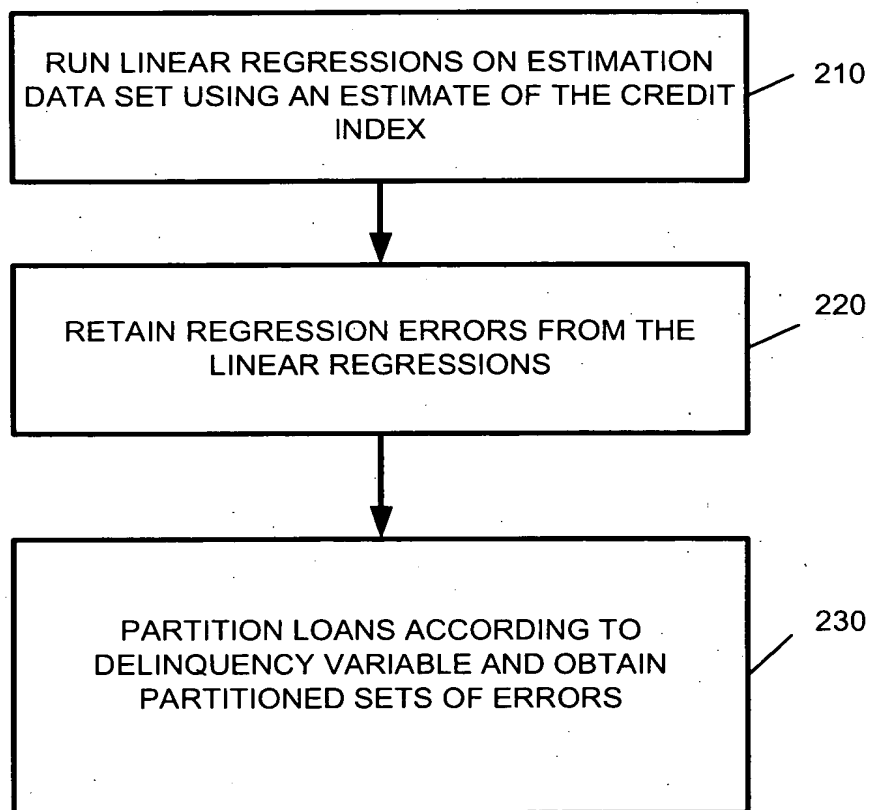 RUN LINEAR REGRESSIONS ON ESTIMATION
DATA SET USING AN ESTIMATE OF THE CREDIT
INDEX
210
RETAIN REGRESSION ERRORS FROM THE
LINEAR REGRESSIONS
220
PARTITION LOANS ACCORDING TO
DELINQUENCY VARIABLE AND OBTAIN
PARTITIONED SETS OF ERRORS
230